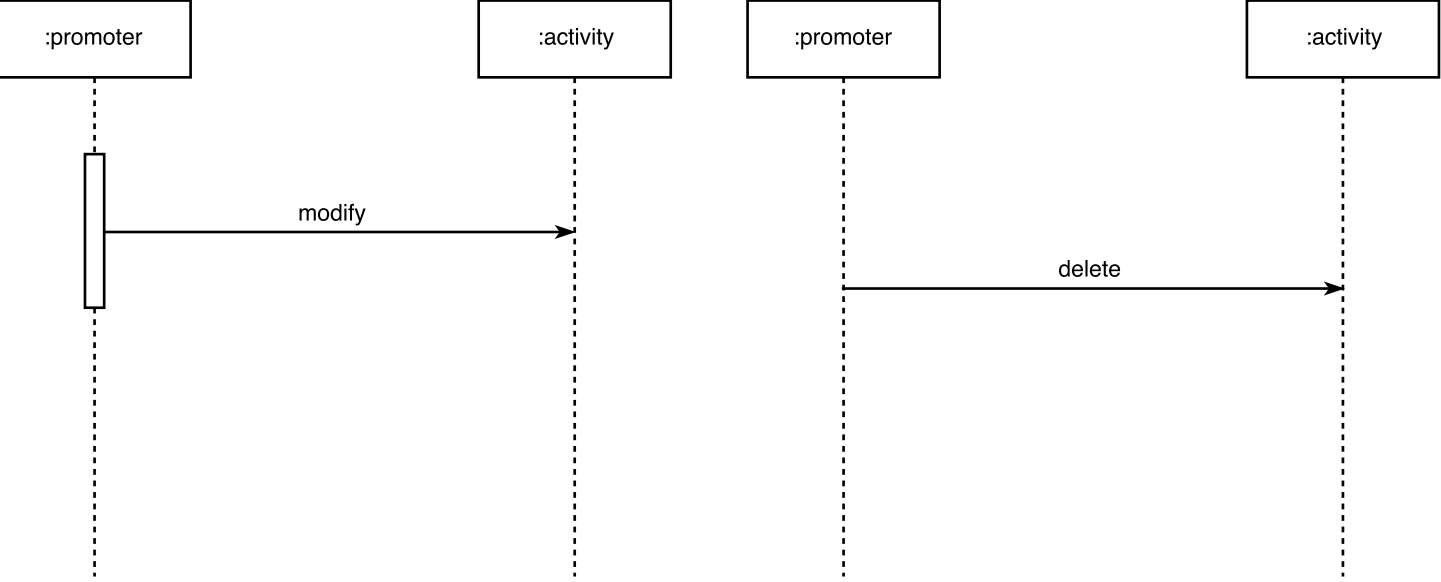 :promoter
:activity
:promoter
:activity
modify
delete